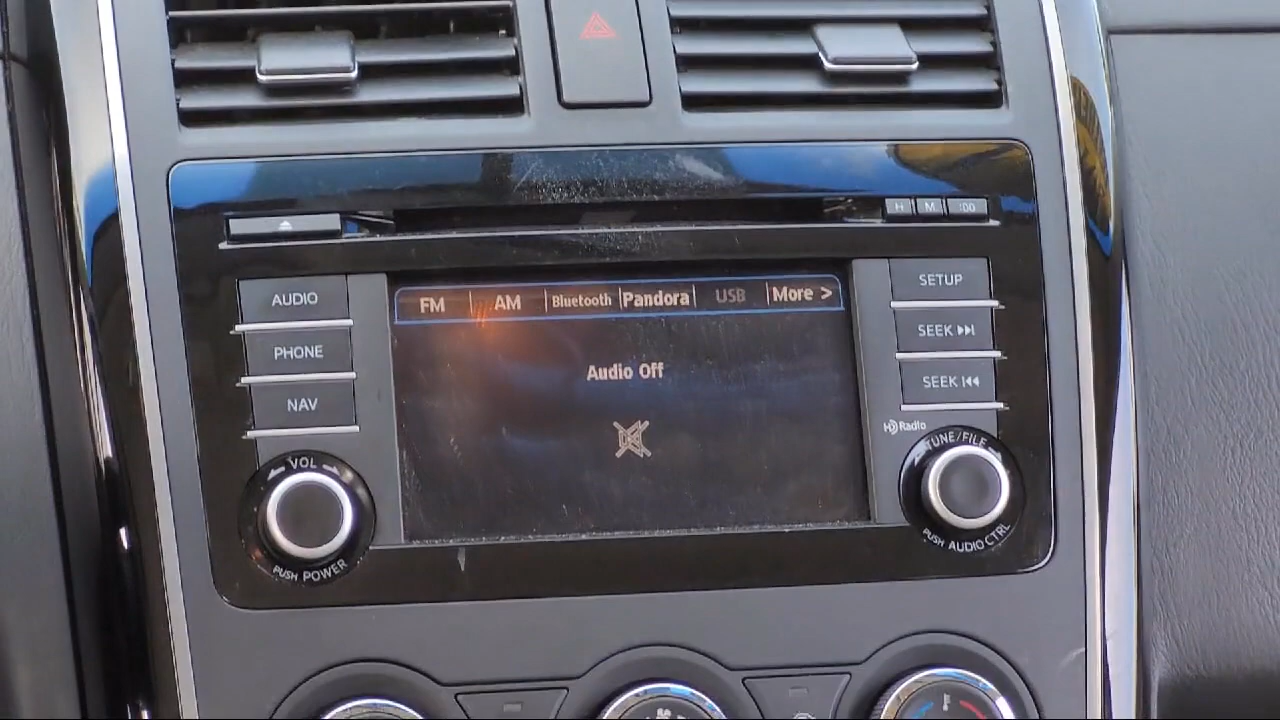 H M :00
AUDIO
PHONE
NAV
FM AM Bluetooth Pandora USB More >
Audio Off
SETUP
SEEK
SEEK
HD Radio
VOL
PUSH POWER
TUNE/FILE
PUSH AUDIO CTRL